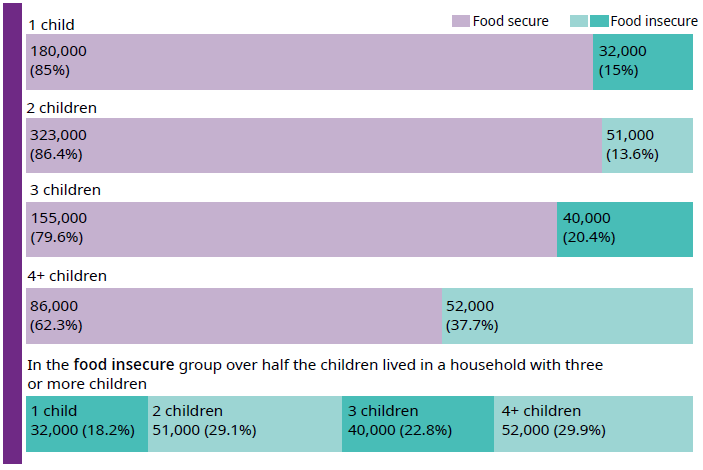 1 child
Food secure
Food insecure
180,000
(85%)
32,000
(15%)
2 children
323,000
(86.4%)
51,000
(13.6%)
3 children
155,000
(79.6%)
40,000
(20.4%)
4+ children
86,000
(62.3%)
52,000
(37.7%)
In the food insecure group over half the children lived in a household with three
or more children
1 child
32,000 (18.2%)
2 children
51,000 (29.1%)
3 children
40,000 (22.8%)
4+ children
52,000 (29.9%)